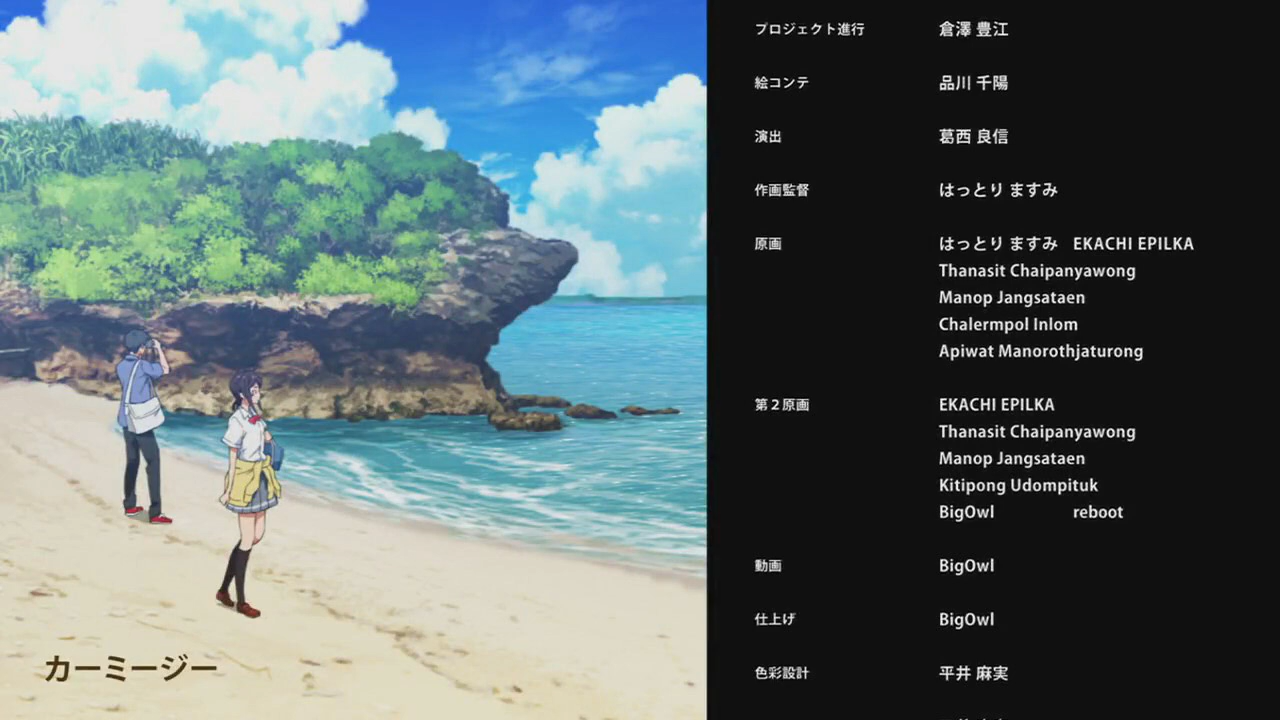 プロジェクト進行 倉澤 豊江
絵コンテ 品川 千陽
演出 葛西 良信
作画監督 はっとり ますみ
原画 はっとり ますみ EKACHI EPILKA
Thanasit Chaipanyawong
Manop Jangsataen
Chalermpol Inlom
Apiwat Manorothjaturong
第２原画 EKACHI EPILKA
Thanasit Chaipanyawong
Manop Jangsataen
Kitipong Udompituk
BigOwl reboot
動画 BigOwl
仕上げ BigOwl
色彩設計 平井 麻実
カーミージー